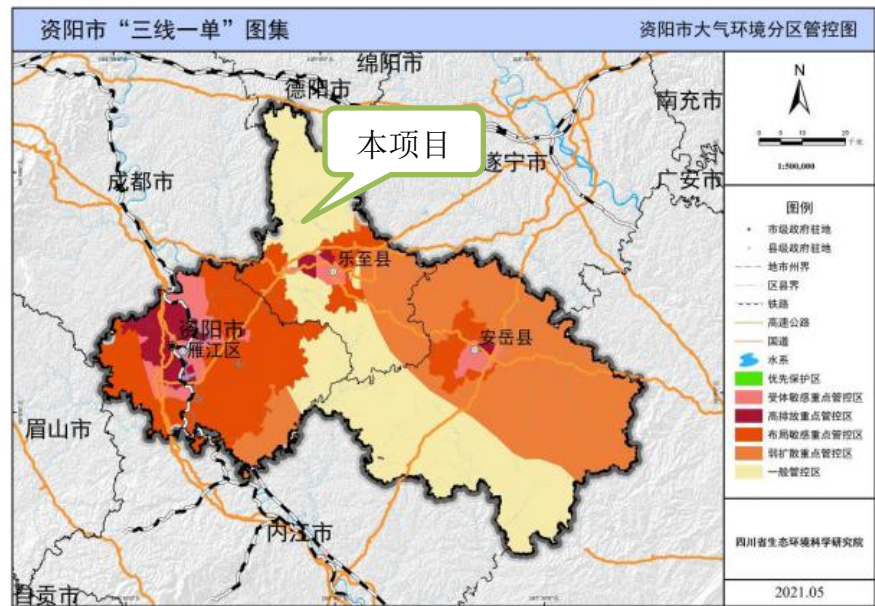 资阳市“三线一单”图集
资阳市大气环境分区管控图
绵阳市
德阳市
南充市
本项目
遂宁市
成都市
广安市
乐至县
资阳市
雁江区
安岳县
眉山市
内江市
自贡市
N
0 5 10 20
千米
1:500,000
图例
市级政府驻地
县级政府驻地
地市州界
区县界
铁路
高速公路
国道
水系
优先保护区
受体敏感重点管控区
高排放重点管控区
布局敏感重点管控区
弱扩散重点管控区
一般管控区
四川省生态环境科学研究院
2021.05